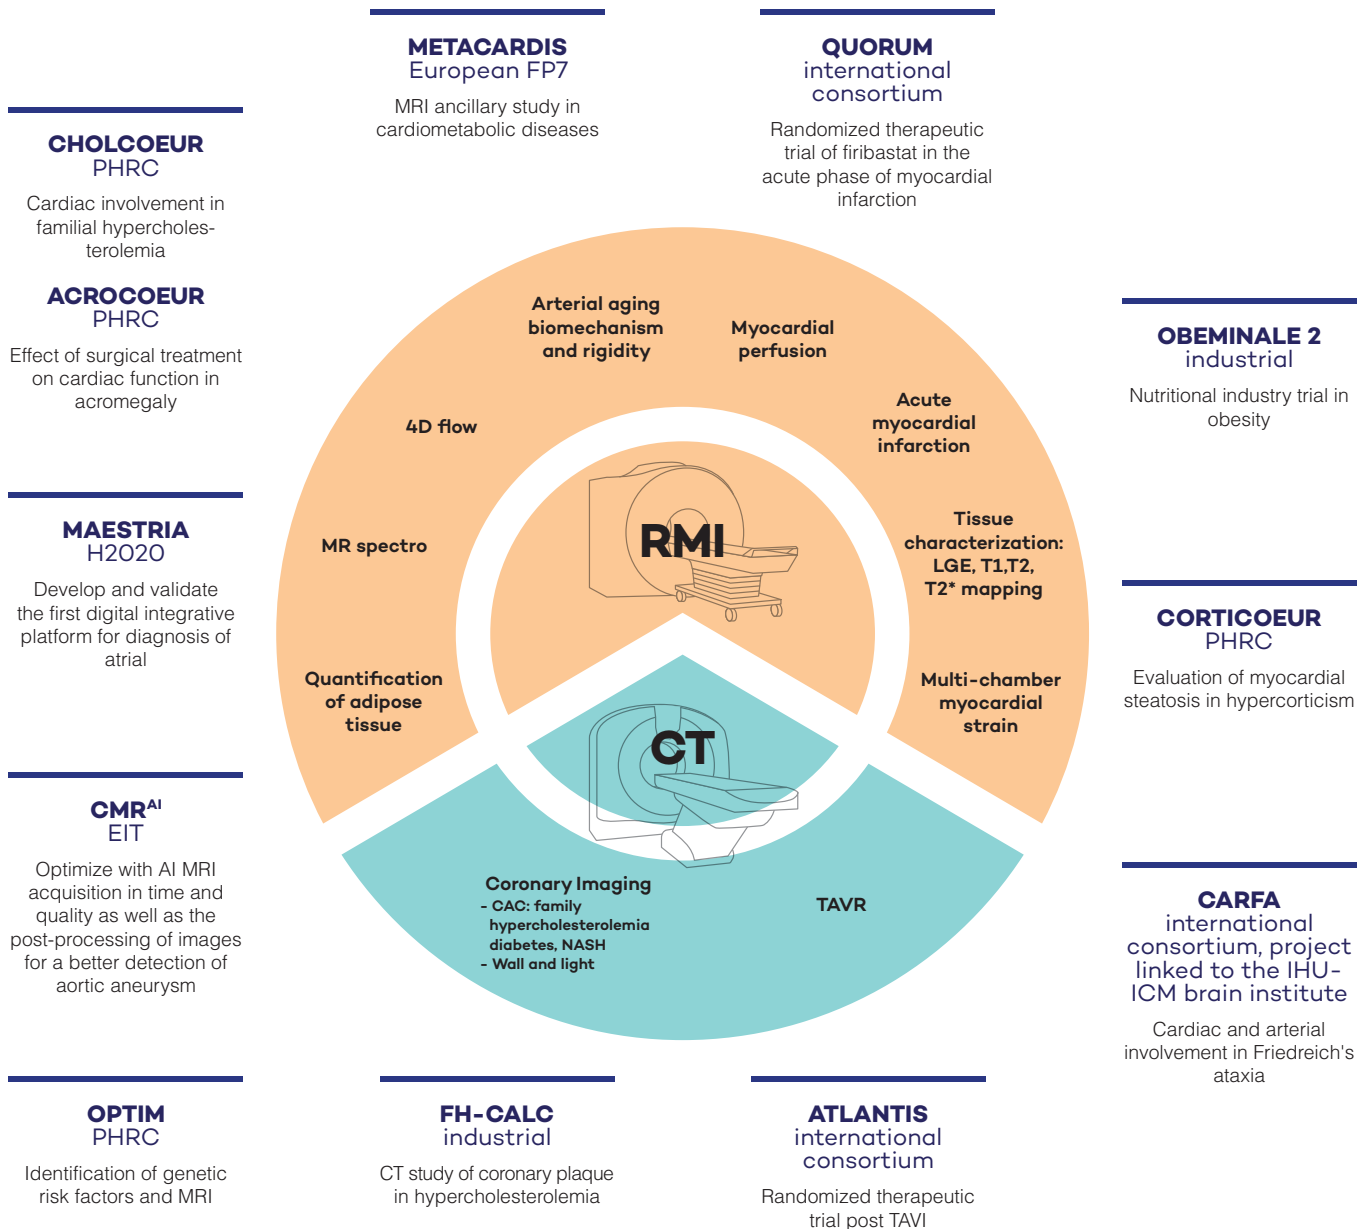 METACARDIS
European FP7
MRI ancillary study in
cardiometabolic diseases
QUORUM
international
consortium
Randomized therapeutic
trial of firibastat in the
acute phase of myocardial
infarction
CHOLCOEUR
PHRC
Cardiac involvement in
familial hypercholes-
terolemia
ACROCOEUR
PHRC
Effect of surgical treatment
on cardiac function in
acromegaly
MAESTRIA
H2020
Develop and validate
the first digital integrative
platform for diagnosis of
atrial
CMR^AI
EIT
Optimize with AI MRI
acquisition in time and
quality as well as the
post-processing of images
for a better detection of
aortic aneurysm
OPTIM
PHRC
Identification of genetic
risk factors and MRI
Arterial aging
biomechanism
and rigidity
Myocardial
perfusion
4D flow
Acute
myocardial
infarction
MR spectro
Tissue
characterization:
LGE, T1,T2,
T2* mapping
Quantification
of adipose
tissue
Multi-chamber
myocardial
strain
RMI
CT
Coronary Imaging
- CAC: family
hypercholesterolemia
diabetes, NASH
- Wall and light
TAVR
OBEMINALE 2
industrial
Nutritional industry trial in
obesity
CORTICOEUR
PHRC
Evaluation of myocardial
steatosis in hypercorticism
CARFA
international
consortium, project
linked to the IHU-
ICM brain institute
Cardiac and arterial
involvement in Friedreich's
ataxia
FH-CALC
industrial
CT study of coronary plaque
in hypercholesterolemia
ATLANTIS
international
consortium
Randomized therapeutic
trial post TAVI